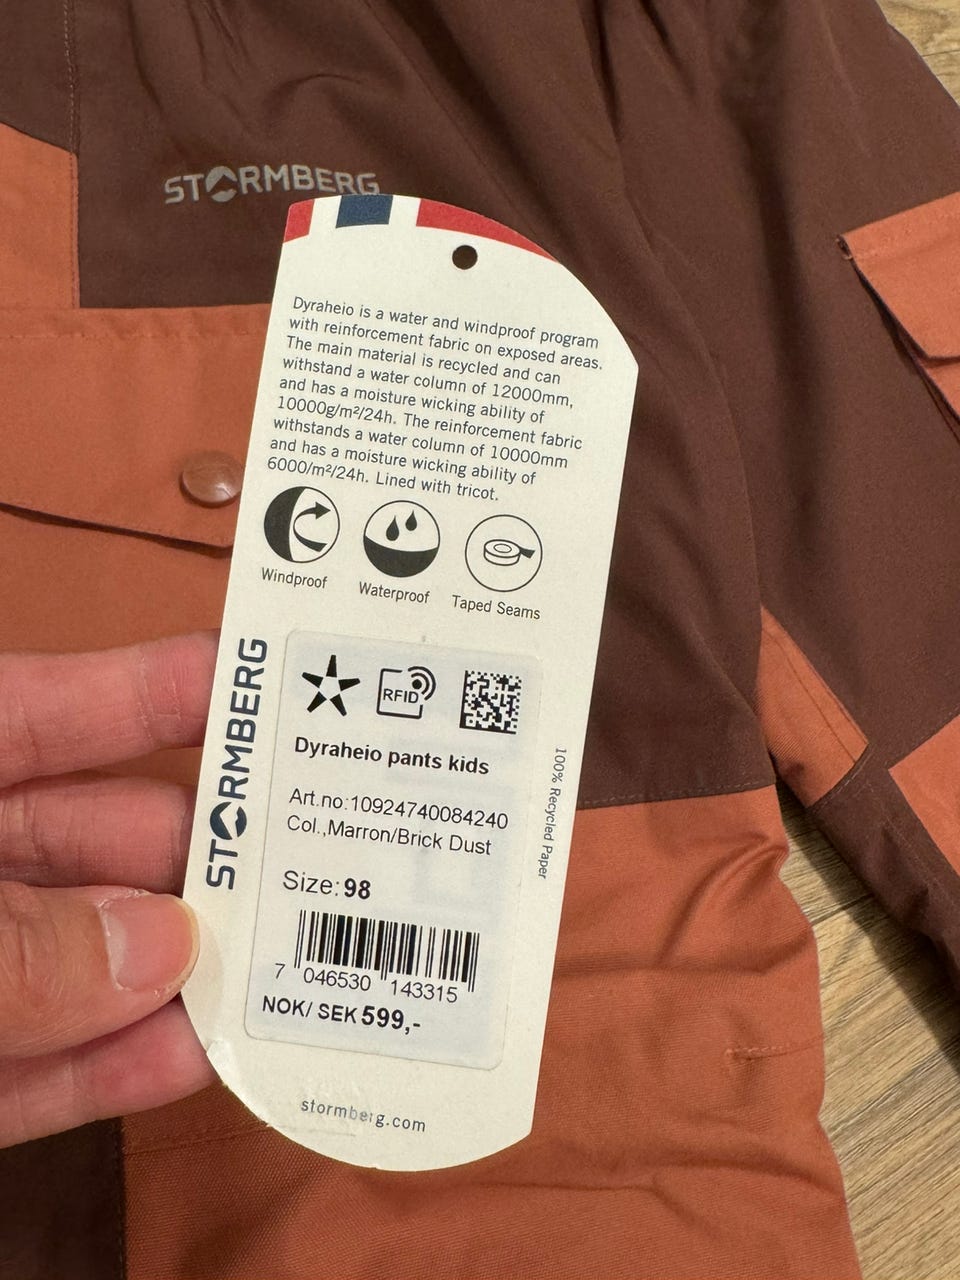 STORMBERG
Dyraheio is a water and windproof program
with reinforcement fabric on exposed areas.
The main material is recycled and can
withstand a water column of 12000mm,
and has a moisture wicking ability of
10000g/m²/24h. The reinforcement fabric
withstands a water column of 10000mm
and has a moisture wicking ability of
6000/m²/24h. Lined with tricot.
Windproof
Waterproof
Taped Seams
STORMBERG
RFID
Dyraheio pants kids
Art.no:10924740084240
Col.,Marron/Brick Dust
Size: 98
7 046530 143315
NOK/ SEK 599,-
100% Recycled Paper
stormberg.com